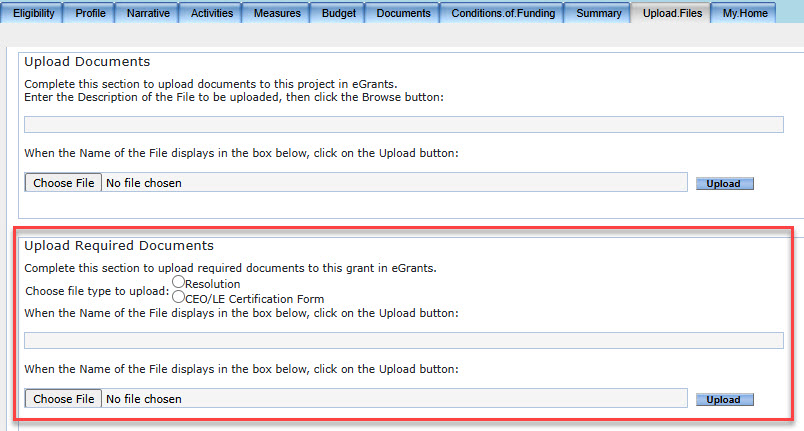 Eligibility Profile Narrative Activities Measures Budget Documents Conditions.of.Funding Summary Upload.Files My.Home
Upload Documents
Complete this section to upload documents to this project in eGrants.
Enter the Description of the File to be uploaded, then click the Browse button:
When the Name of the File displays in the box below, click on the Upload button:
Choose File No file chosen Upload
Upload Required Documents
Complete this section to upload required documents to this grant in eGrants.
Choose file type to upload: Resolution
CEO/LE Certification Form
When the Name of the File displays in the box below, click on the Upload button:
When the Name of the File displays in the box below, click on the Upload button:
Choose File No file chosen Upload